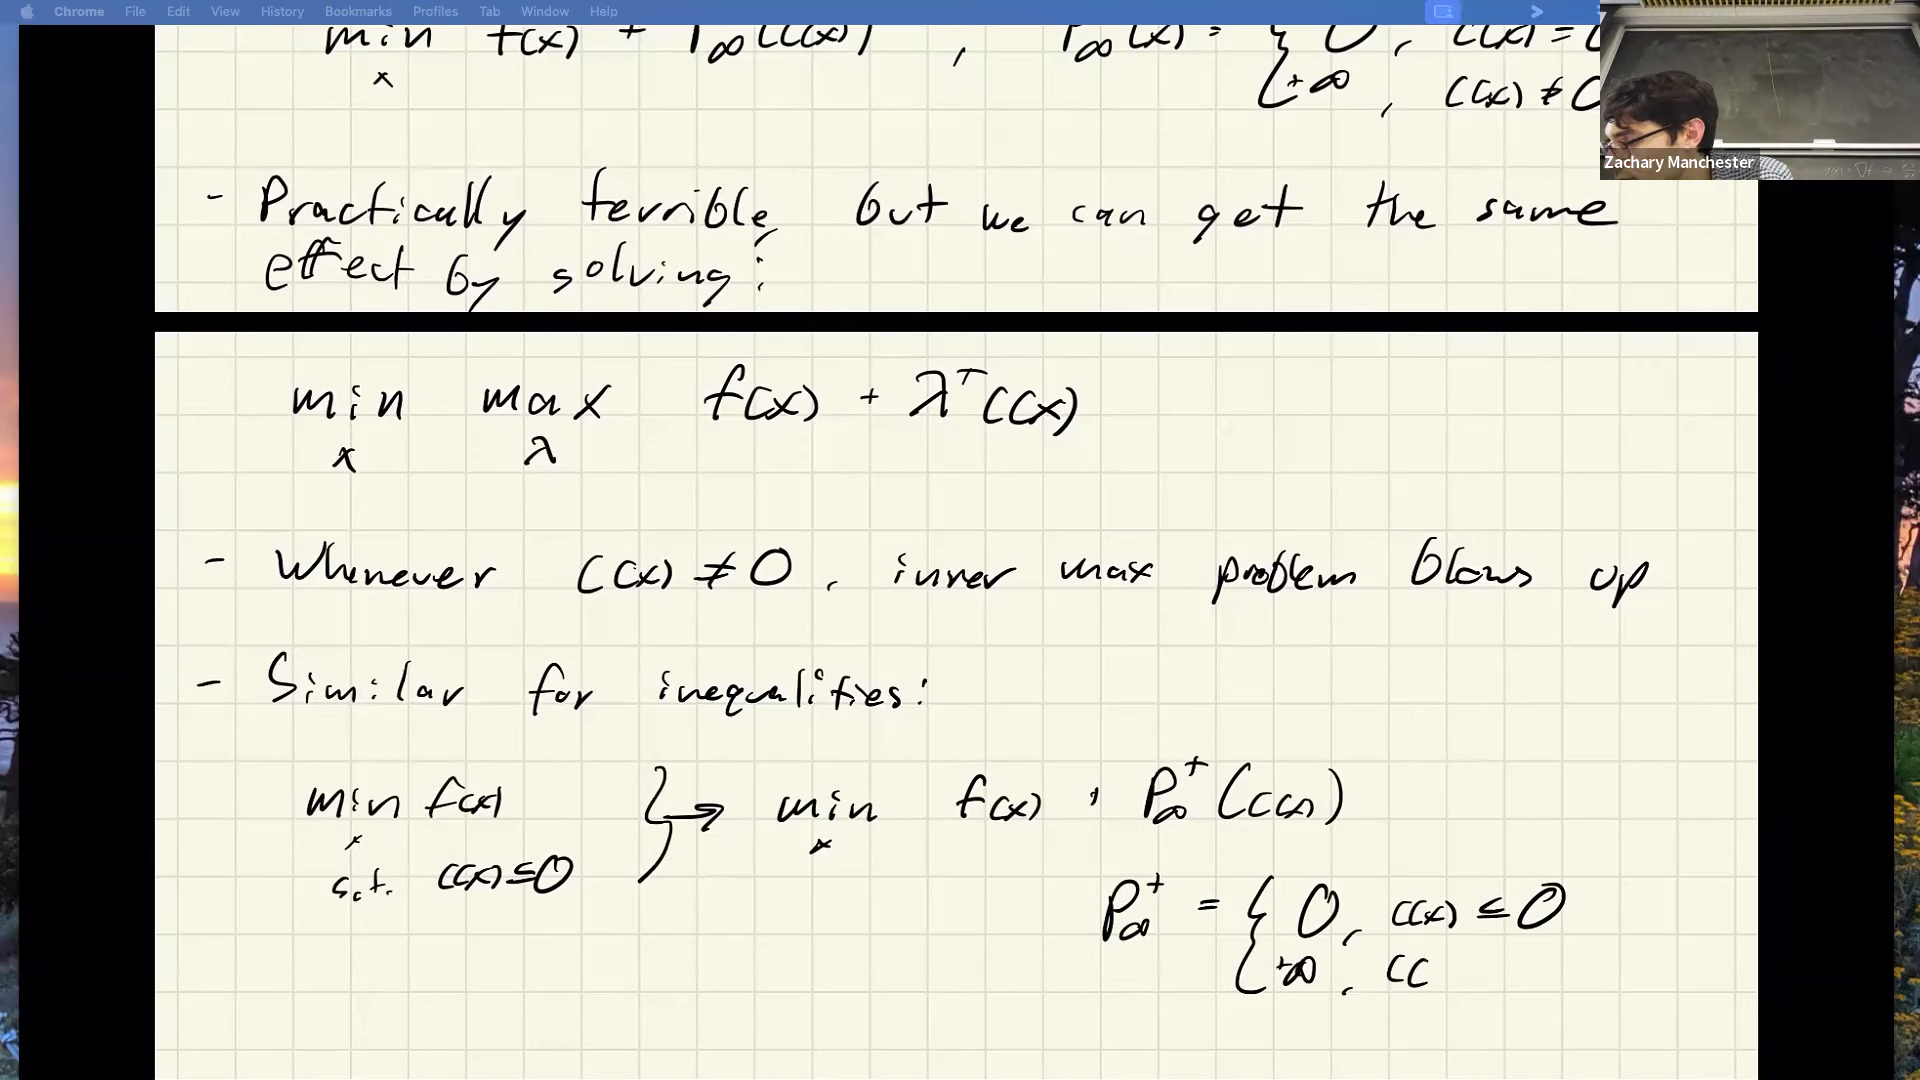 Chrome File Edit View History Bookmarks Profiles Tab Window Help
min f(x) + P∞(c(x)) , P∞(x) = { 0 , c(x) = 0
x
+∞ , c(x) ≠ 0
Zachary Manchester
- Practically terrible, but we can get the same
effect by solving:
min max f(x) + λᵀc(x)
x λ
- Whenever c(x) ≠ 0, inner max problem blows up
- Similar for inequalities:
min f(x) } → min f(x) + P∞⁺(c(x))
x x
s.t. c(x) ≤ 0
P∞⁺ = { 0, c(x) ≤ 0
+∞, c(